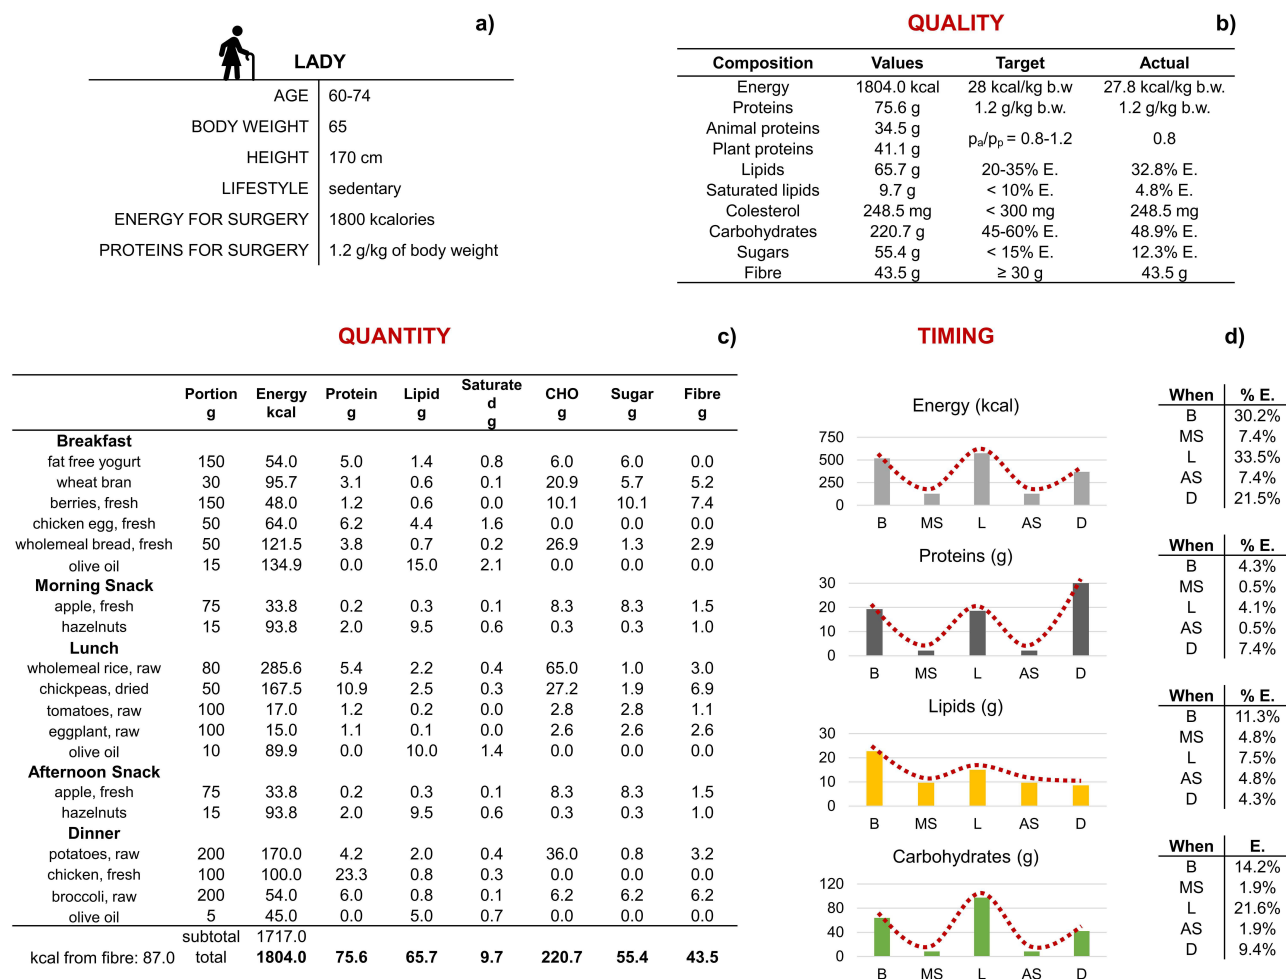 a)
LADY
AGE 60-74
BODY WEIGHT 65
HEIGHT 170 cm
LIFESTYLE sedentary
ENERGY FOR SURGERY 1800 kcalories
PROTEINS FOR SURGERY 1.2 g/kg of body weight
QUALITY b)
Composition Values Target Actual
Energy 1804.0 kcal 28 kcal/kg b.w 27.8 kcal/kg b.w.
Proteins 75.6 g 1.2 g/kg b.w. 1.2 g/kg b.w.
Animal proteins 34.5 g
pa/pp = 0.8-1.2 0.8
Plant proteins 41.1 g
Lipids 65.7 g 20-35% E. 32.8% E.
Saturated lipids 9.7 g < 10% E. 4.8% E.
Colesterol 248.5 mg < 300 mg 248.5 mg
Carbohydrates 220.7 g 45-60% E. 48.9% E.
Sugars 55.4 g < 15% E. 12.3% E.
Fibre 43.5 g ≥ 30 g 43.5 g
QUANTITY c)
Portion g Energy kcal Protein g Lipid g Saturate d g CHO g Sugar g Fibre g
Breakfast
fat free yogurt 150 54.0 5.0 1.4 0.8 6.0 6.0 0.0
wheat bran 30 95.7 3.1 0.6 0.1 20.9 5.7 5.2
berries, fresh 150 48.0 1.2 0.6 0.0 10.1 10.1 7.4
chicken egg, fresh 50 64.0 6.2 4.4 1.6 0.0 0.0 0.0
wholemeal bread, fresh 50 121.5 3.8 0.7 0.2 26.9 1.3 2.9
olive oil 15 134.9 0.0 15.0 2.1 0.0 0.0 0.0
Morning Snack
apple, fresh 75 33.8 0.2 0.3 0.1 8.3 8.3 1.5
hazelnuts 15 93.8 2.0 9.5 0.6 0.3 0.3 1.0
Lunch
wholemeal rice, raw 80 285.6 5.4 2.2 0.4 65.0 1.0 3.0
chickpeas, dried 50 167.5 10.9 2.5 0.3 27.2 1.9 6.9
tomatoes, raw 100 17.0 1.2 0.2 0.0 2.8 2.8 1.1
eggplant, raw 100 15.0 1.1 0.1 0.0 2.6 2.6 2.6
olive oil 10 89.9 0.0 10.0 1.4 0.0 0.0 0.0
Afternoon Snack
apple, fresh 75 33.8 0.2 0.3 0.1 8.3 8.3 1.5
hazelnuts 15 93.8 2.0 9.5 0.6 0.3 0.3 1.0
Dinner
potatoes, raw 200 170.0 4.2 2.0 0.4 36.0 0.8 3.2
chicken, fresh 100 100.0 23.3 0.8 0.3 0.0 0.0 0.0
broccoli, raw 200 54.0 6.0 0.8 0.1 6.2 6.2 6.2
olive oil 5 45.0 0.0 5.0 0.7 0.0 0.0 0.0
subtotal 1717.0
kcal from fibre: 87.0 total 1804.0 75.6 65.7 9.7 220.7 55.4 43.5
TIMING d)
Energy (kcal)
750
500
250
0
B MS L AS D
When % E.
B 30.2%
MS 7.4%
L 33.5%
AS 7.4%
D 21.5%
Proteins (g)
30
20
10
0
B MS L AS D
When % E.
B 4.3%
MS 0.5%
L 4.1%
AS 0.5%
D 7.4%
Lipids (g)
30
20
10
0
B MS L AS D
When % E.
B 11.3%
MS 4.8%
L 7.5%
AS 4.8%
D 4.3%
Carbohydrates (g)
120
80
40
0
B MS L AS D
When E.
B 14.2%
MS 1.9%
L 21.6%
AS 1.9%
D 9.4%